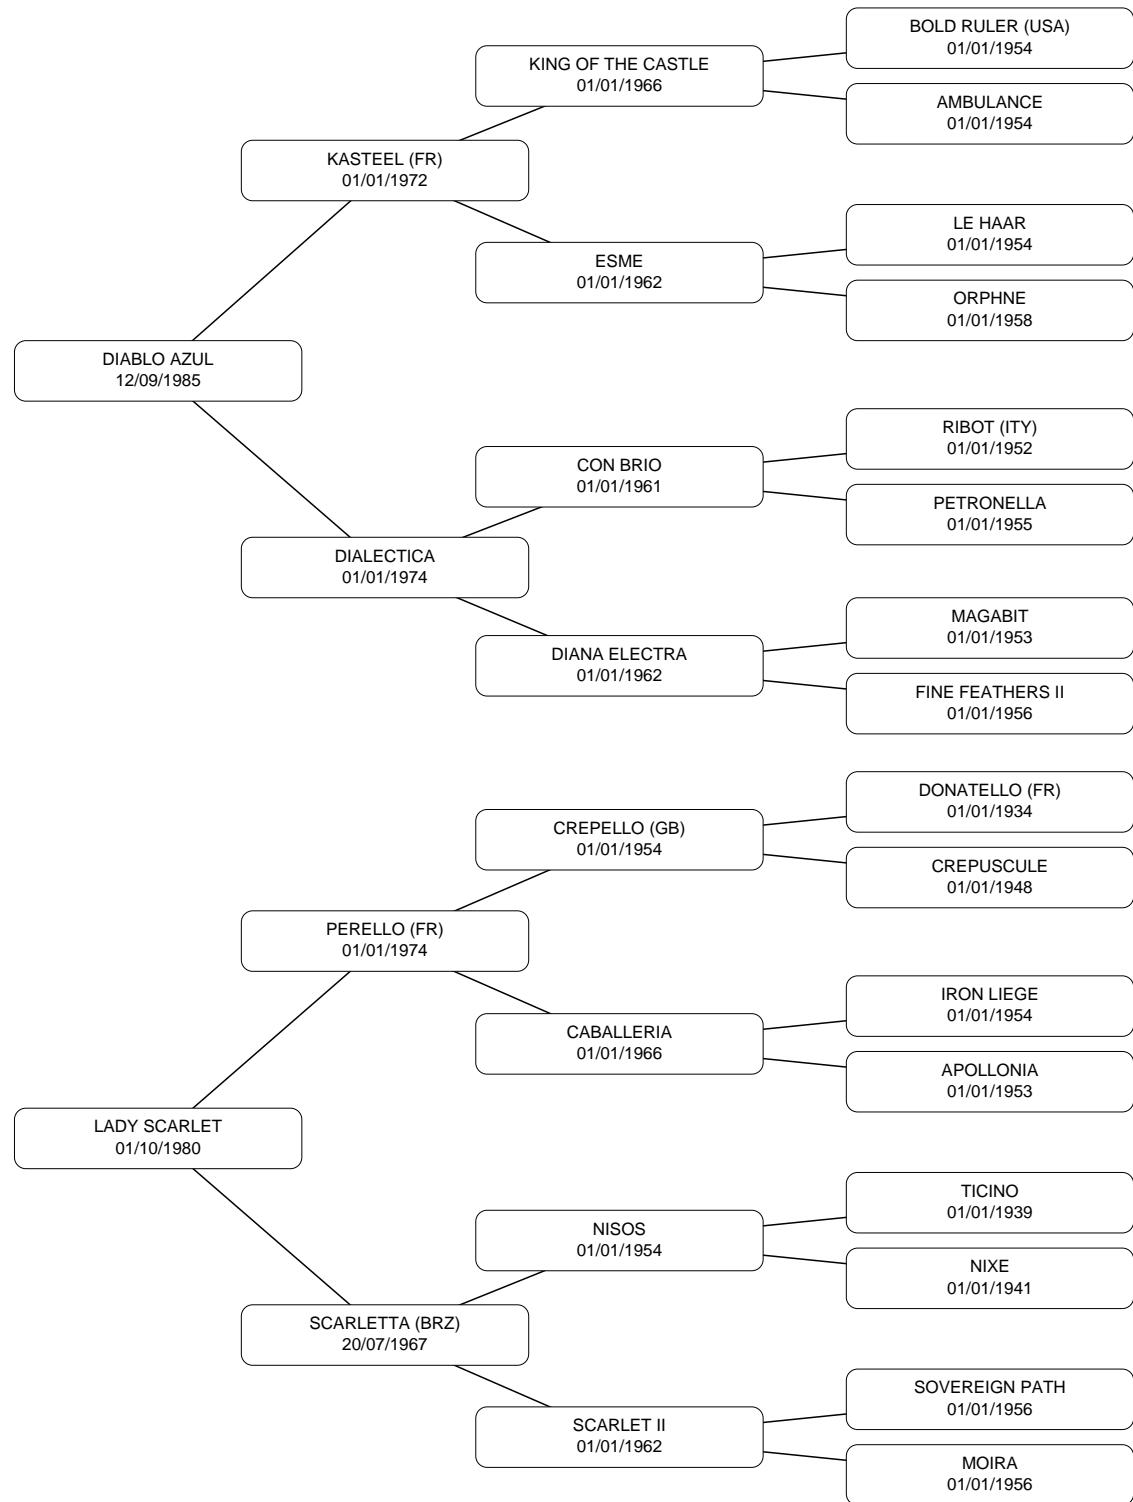 BOLD RULER (USA)
01/01/1954
KING OF THE CASTLE
01/01/1966
AMBULANCE
01/01/1954
KASTEEL (FR)
01/01/1972
LE HAAR
01/01/1954
ESME
01/01/1962
ORPHNE
01/01/1958
DIABLO AZUL
12/09/1985
RIBOT (ITY)
01/01/1952
CON BRIO
01/01/1961
PETRONELLA
01/01/1955
DIALECTICA
01/01/1974
MAGABIT
01/01/1953
DIANA ELECTRA
01/01/1962
FINE FEATHERS II
01/01/1956
DONATELLO (FR)
01/01/1934
CREPELLO (GB)
01/01/1954
CREPUSCULE
01/01/1948
PERELLO (FR)
01/01/1974
IRON LIEGE
01/01/1954
CABALLERIA
01/01/1966
APOLLONIA
01/01/1953
LADY SCARLET
01/10/1980
TICINO
01/01/1939
NISOS
01/01/1954
NIXE
01/01/1941
SCARLETTA (BRZ)
20/07/1967
SOVEREIGN PATH
01/01/1956
SCARLET II
01/01/1962
MOIRA
01/01/1956